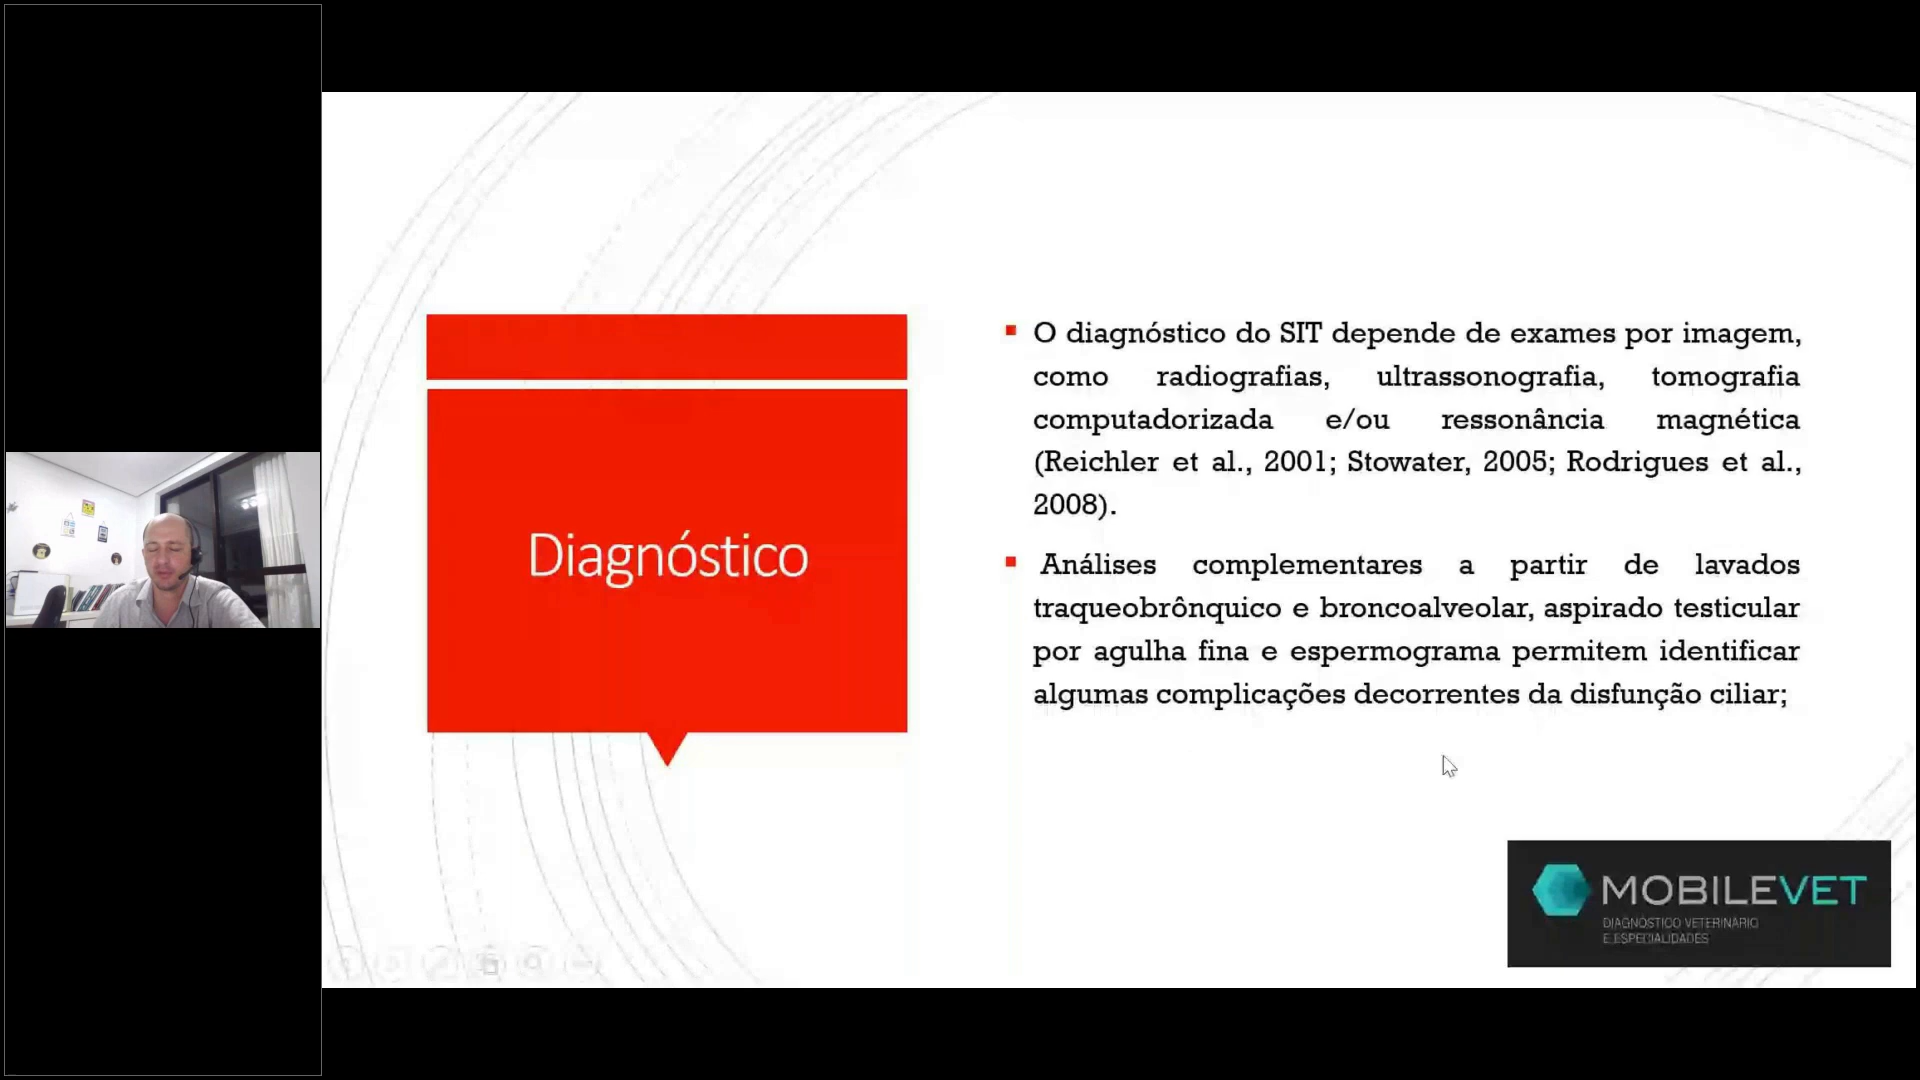 Diagnóstico
O diagnóstico do SIT depende de exames por imagem,
como radiografias, ultrassonografia, tomografia
computadorizada e/ou ressonância magnética
(Reichler et al., 2001; Stowater, 2005; Rodrigues et al.,
2008).
Análises complementares a partir de lavados
traqueobrônquico e broncoalveolar, aspirado testicular
por agulha fina e espermograma permitem identificar
algumas complicações decorrentes da disfunção ciliar;
MOBILEVET
DIAGNÓSTICO VETERINÁRIO
E ESPECIALIDADES